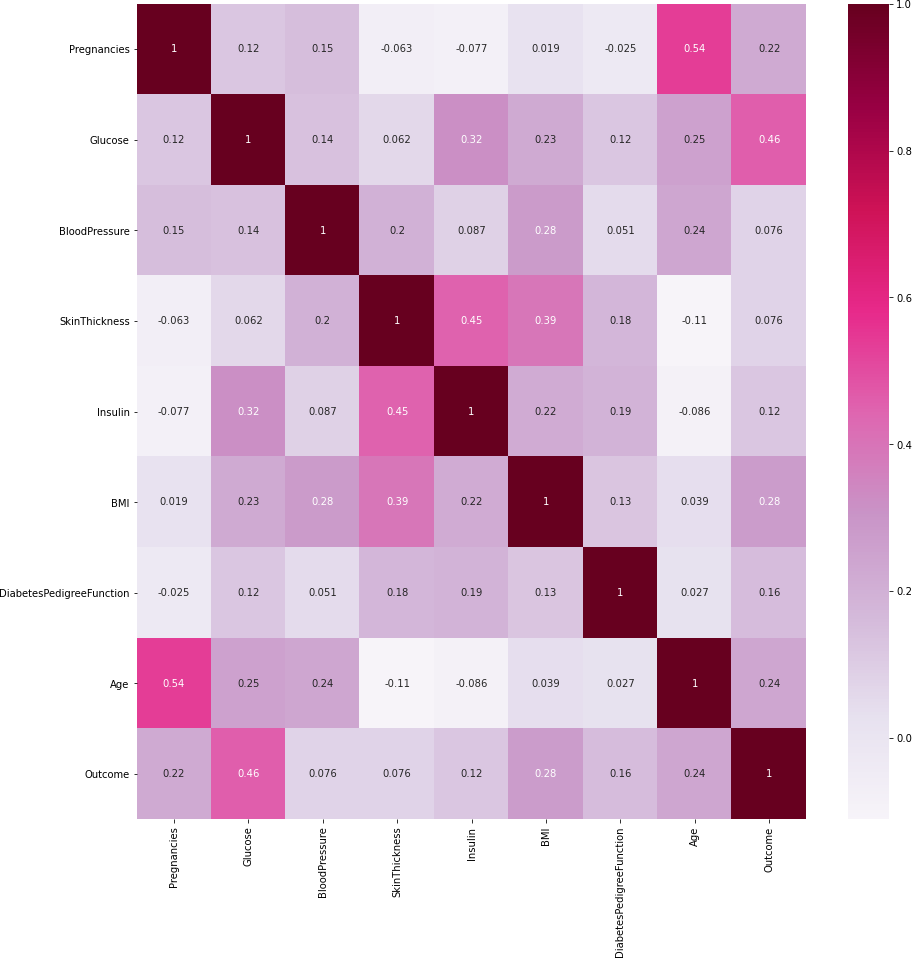 Pregnancies 1 0.12 0.15 -0.063 -0.077 0.019 -0.025 0.54 0.22
Glucose 0.12 1 0.14 0.062 0.32 0.23 0.12 0.25 0.46
BloodPressure 0.15 0.14 1 0.2 0.087 0.28 0.051 0.24 0.076
SkinThickness -0.063 0.062 0.2 1 0.45 0.39 0.18 -0.11 0.076
Insulin -0.077 0.32 0.087 0.45 1 0.22 0.19 -0.086 0.12
BMI 0.019 0.23 0.28 0.39 0.22 1 0.13 0.039 0.28
DiabetesPedigreeFunction -0.025 0.12 0.051 0.18 0.19 0.13 1 0.027 0.16
Age 0.54 0.25 0.24 -0.11 -0.086 0.039 0.027 1 0.24
Outcome 0.22 0.46 0.076 0.076 0.12 0.28 0.16 0.24 1
Pregnancies
Glucose
BloodPressure
SkinThickness
Insulin
BMI
DiabetesPedigreeFunction
Age
Outcome
1.0
0.8
0.6
0.4
0.2
0.0